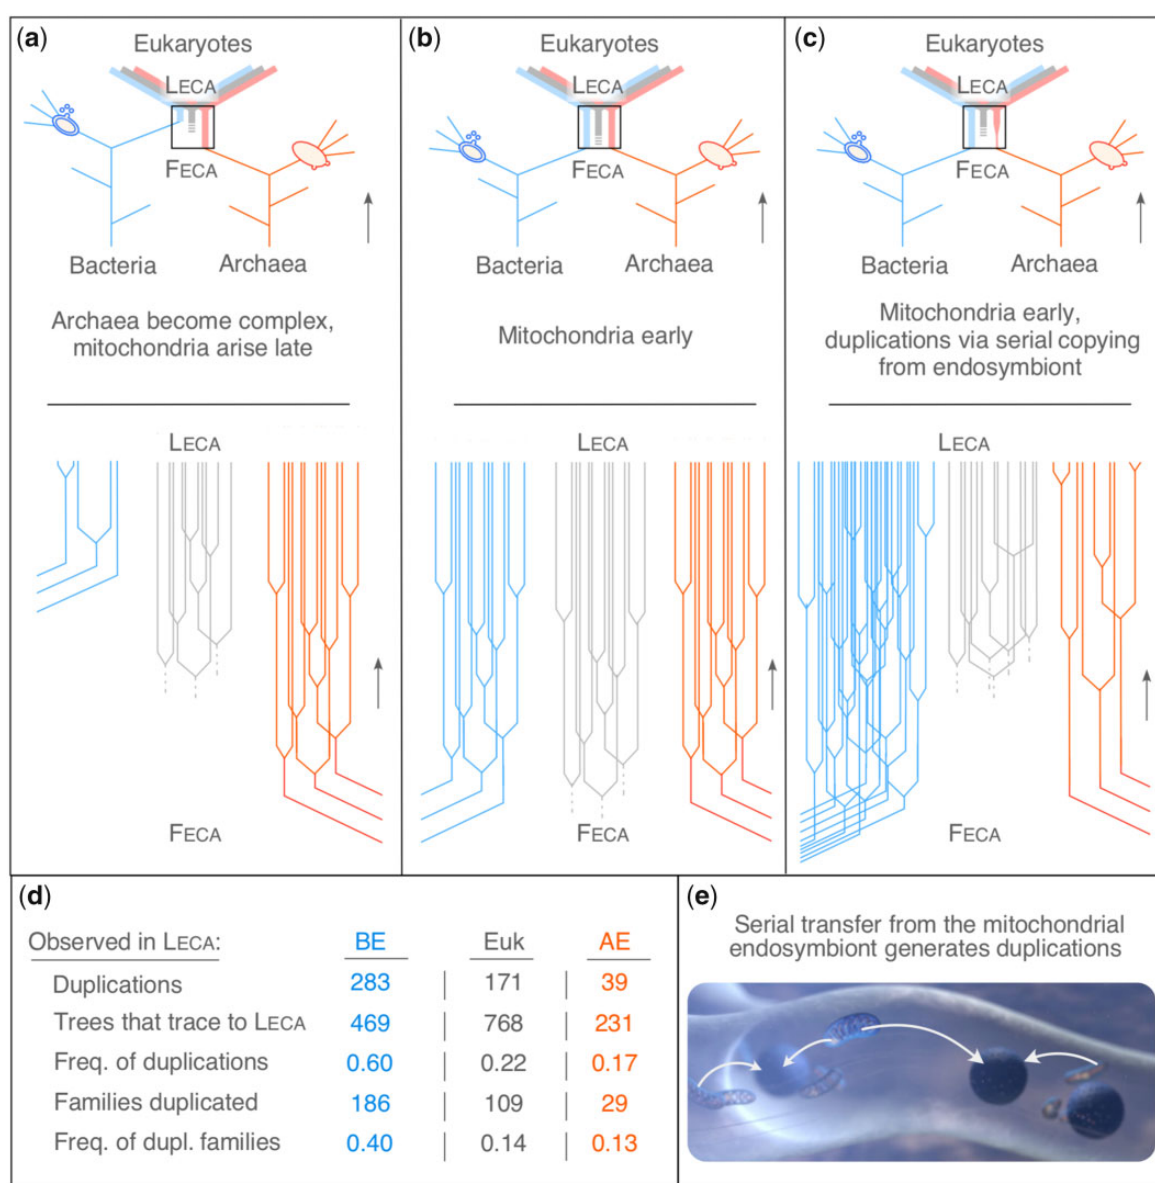 (a)
Eukaryotes
LECA
FECA
Bacteria Archaea
Archaea become complex,
mitochondria arise late
LECA
FECA
(b)
Eukaryotes
LECA
FECA
Bacteria Archaea
Mitochondria early
LECA
FECA
(c)
Eukaryotes
LECA
FECA
Bacteria Archaea
Mitochondria early,
duplications via serial copying
from endosymbiont
LECA
FECA
(d)
Observed in LECA: BE Euk AE
Duplications 283 | 171 | 39
Trees that trace to LECA 469 | 768 | 231
Freq. of duplications 0.60 | 0.22 | 0.17
Families duplicated 186 | 109 | 29
Freq. of dupl. families 0.40 | 0.14 | 0.13
(e)
Serial transfer from the mitochondrial
endosymbiont generates duplications